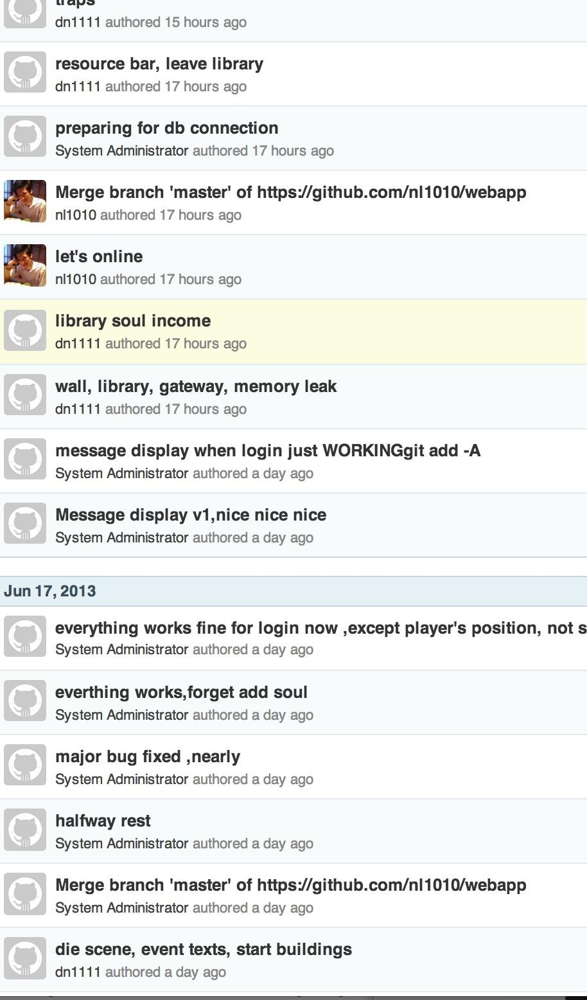 traps
dn1111 authored 15 hours ago
resource bar, leave library
dn1111 authored 17 hours ago
preparing for db connection
System Administrator authored 17 hours ago
Merge branch 'master' of https://github.com/nl1010/webapp
nl1010 authored 17 hours ago
let's online
nl1010 authored 17 hours ago
library soul income
dn1111 authored 17 hours ago
wall, library, gateway, memory leak
dn1111 authored 17 hours ago
message display when login just WORKINGgit add -A
System Administrator authored a day ago
Message display v1,nice nice nice
System Administrator authored a day ago
Jun 17, 2013
everything works fine for login now ,except player's position, not s
System Administrator authored a day ago
everthing works,forget add soul
System Administrator authored a day ago
major bug fixed ,nearly
System Administrator authored a day ago
halfway rest
System Administrator authored a day ago
Merge branch 'master' of https://github.com/nl1010/webapp
System Administrator authored a day ago
die scene, event texts, start buildings
dn1111 authored a day ago